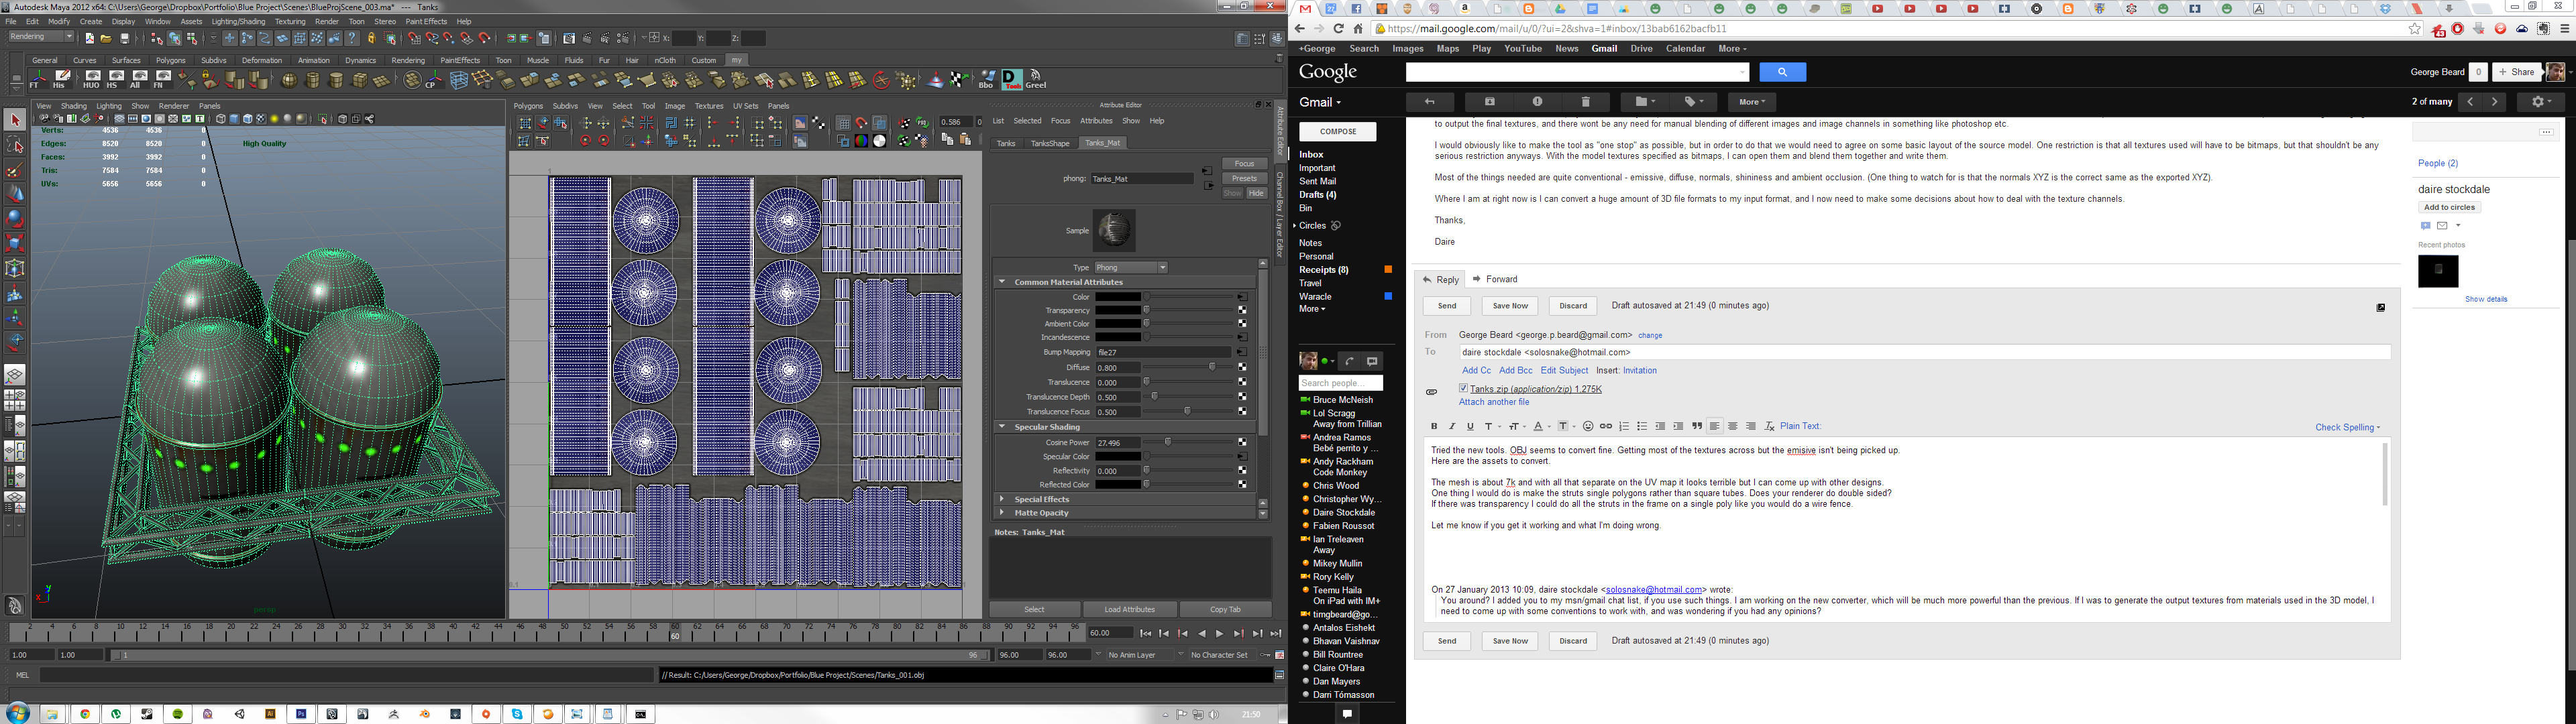 Autodesk Maya 2012 x64: C:\Users\George\Dropbox\Portfolio\Blue Project\Scenes\BlueProjScene_003.ma* --- Tanks
File Edit Modify Create Display Window Assets Lighting/Shading Texturing Render Toon Stereo Paint Effects Help
Rendering
X: Y: Z:
General Curves Surfaces Polygons Subdivs Deformation Animation Dynamics Rendering PaintEffects Toon Muscle Fluids Fur Hair nCloth Custom my
FT His HUO HS All FN CP Bbo Tools Greel
View Shading Lighting Show Renderer Panels
Verts: 4536 4536 0
Edges: 8520 8520 0
Faces: 3992 3992 0
Tris: 7584 7584 0
UVs: 5656 5656 0
High Quality
persp
Polygons Subdivs View Select Tool Image Textures UV Sets Panels
0.586
Attribute Editor
List Selected Focus Attributes Show Help
Tanks TanksShape Tanks_Mat
Focus
phong: Tanks_Mat
Presets
Show Hide
Sample
Type Phong
Common Material Attributes
Color
Transparency
Ambient Color
Incandescence
Bump Mapping file27
Diffuse 0.800
Translucence 0.000
Translucence Depth 0.500
Translucence Focus 0.500
Specular Shading
Cosine Power 27.496
Specular Color
Reflectivity 0.000
Reflected Color
Special Effects
Matte Opacity
Notes: Tanks_Mat
Select Load Attributes Copy Tab
Attribute Editor
Channel Box / Layer Editor
2 4 6 8 10 12 14 16 18 20 22 24 26 28 30 32 34 36 38 40 42 44 46 48 50 52 54 56 58 60 62 64 66 68 70 72 74 76 78 80 82 84 86 88 90 92 94 96
60
60.00
1.00 1.00 1 96 96.00 96.00 No Anim Layer No Character Set
MEL // Result: C:/Users/George/Dropbox/Portfolio/Blue Project/Scenes/Tanks_001.obj
21:50
https://mail.google.com/mail/u/0/?ui=2&shva=1#inbox/13bab6162bacfb11
+George Search Images Maps Play YouTube News Gmail Drive Calendar More
Google
George Beard 0 + Share
Gmail
More
2 of many
COMPOSE
Inbox
Important
Sent Mail
Drafts (4)
Bin
Circles
Notes
Personal
Receipts (8)
Travel
Waracle
More
Search people...
Bruce McNeish
Lol Scragg
Away from Trillian
Andrea Ramos
Bebé perrito y ...
Andy Rackham
Code Monkey
Chris Wood
Christopher Wy...
Daire Stockdale
Fabien Roussot
Ian Treleaven
Away
Mikey Mullin
Rory Kelly
Teemu Haila
On iPad with IM+
timgbeard@go...
Antalos Eishekt
Bhavan Vaishnav
Bill Rountree
Claire O'Hara
Dan Mayers
Darri Tómasson
to output the final textures, and there wont be any need for manual blending of different images and image channels in something like photoshop etc.
I would obviously like to make the tool as "one stop" as possible, but in order to do that we would need to agree on some basic layout of the source model. One restriction is that all textures used will have to be bitmaps, but that shouldn't be any
serious restriction anyways. With the model textures specified as bitmaps, I can open them and blend them together and write them.
Most of the things needed are quite conventional - emissive, diffuse, normals, shininess and ambient occlusion. (One thing to watch for is that the normals XYZ is the correct same as the exported XYZ).
Where I am at right now is I can convert a huge amount of 3D file formats to my input format, and I now need to make some decisions about how to deal with the texture channels.
Thanks,
Daire
Reply Forward
Send Save Now Discard Draft autosaved at 21:49 (0 minutes ago)
From George Beard <george.p.beard@gmail.com> change
To daire stockdale <solosnake@hotmail.com>
Add Cc Add Bcc Edit Subject Insert: Invitation
Tanks.zip (application/zip) 1.275K
Attach another file
Plain Text: Check Spelling
Tried the new tools. OBJ seems to convert fine. Getting most of the textures across but the emisive isn't being picked up.
Here are the assets to convert.
The mesh is about 7k and with all that separate on the UV map it looks terrible but I can come up with other designs.
One thing I would do is make the struts single polygons rather than square tubes. Does your renderer do double sided?
If there was transparency I could do all the struts in the frame on a single poly like you would do a wire fence.
Let me know if you get it working and what I'm doing wrong.
On 27 January 2013 10:09, daire stockdale <solosnake@hotmail.com> wrote:
You around? I added you to my msn/gmail chat list, if you use such things. I am working on the new converter, which will be much more powerful than the previous. If I was to generate the output textures from materials used in the 3D model, I
need to come up with some conventions to work with, and was wondering if you had any opinions?
Send Save Now Discard Draft autosaved at 21:49 (0 minutes ago)
People (2)
daire stockdale
Add to circles
Recent photos
Show details